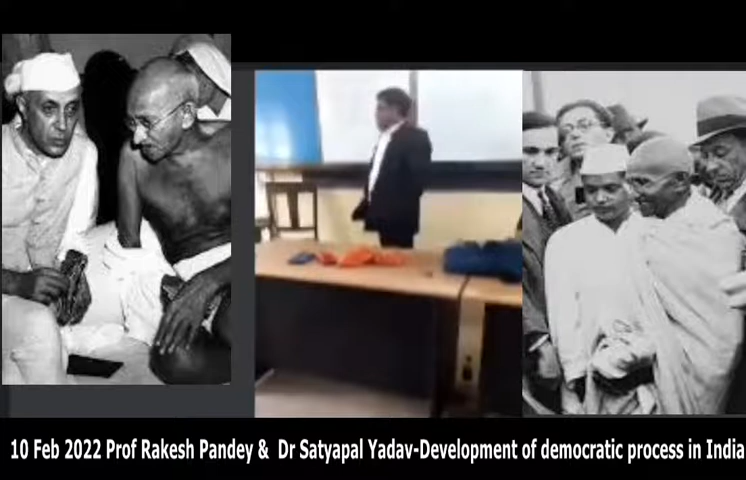 10 Feb 2022 Prof Rakesh Pandey & Dr Satyapal Yadav-Development of democratic process in India